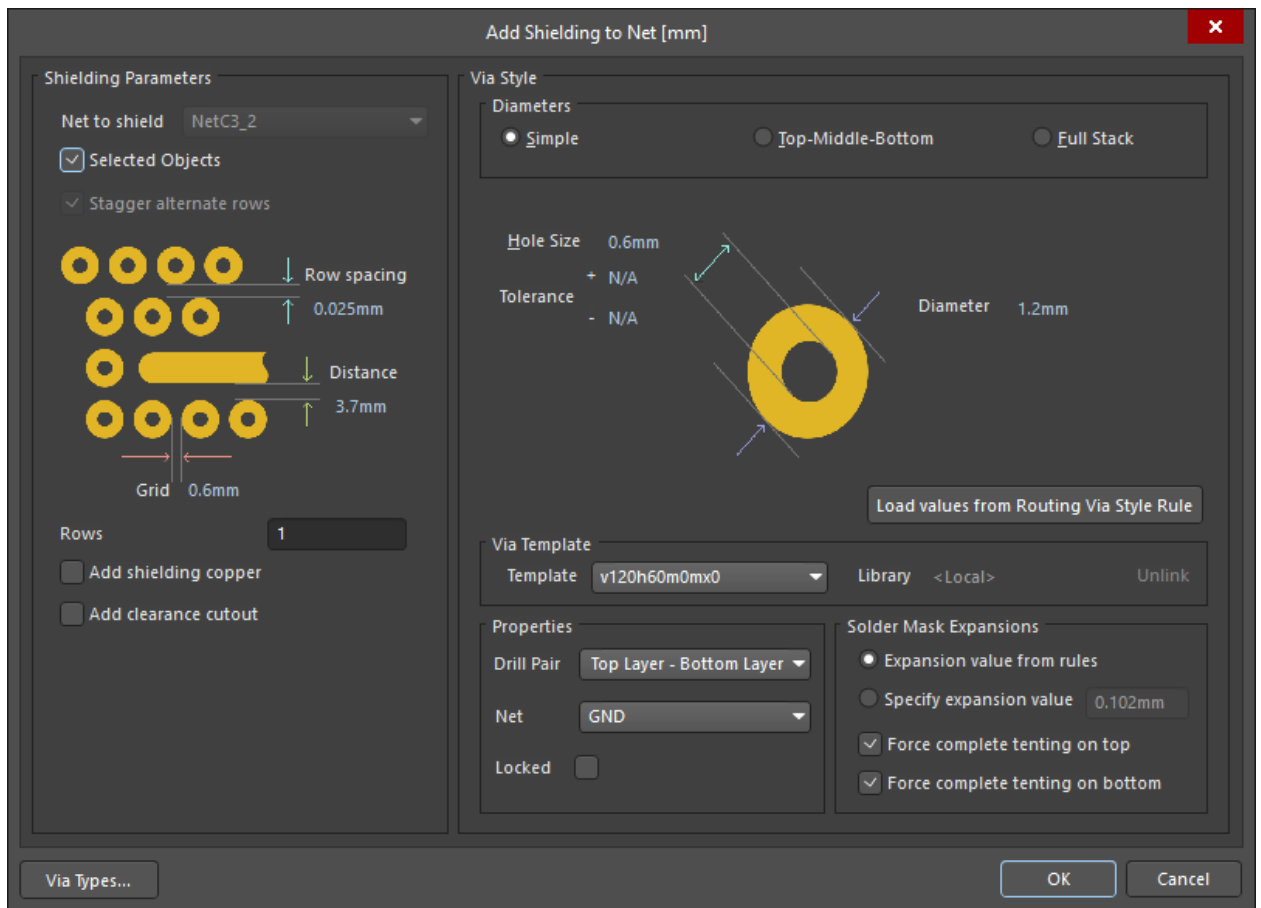 Add Shielding to Net [mm]
Shielding Parameters
Net to shield NetC3_2
Selected Objects
Stagger alternate rows
Row spacing
0.025mm
Distance
3.7mm
Grid 0.6mm
Rows 1
Add shielding copper
Add clearance cutout
Via Style
Diameters
Simple Top-Middle-Bottom Full Stack
Hole Size 0.6mm
+ N/A
Tolerance
- N/A
Diameter 1.2mm
Load values from Routing Via Style Rule
Via Template
Template v120h60m0mx0 Library <Local> Unlink
Properties
Drill Pair Top Layer - Bottom Layer
Net GND
Locked
Solder Mask Expansions
Expansion value from rules
Specify expansion value 0.102mm
Force complete tenting on top
Force complete tenting on bottom
Via Types... OK Cancel